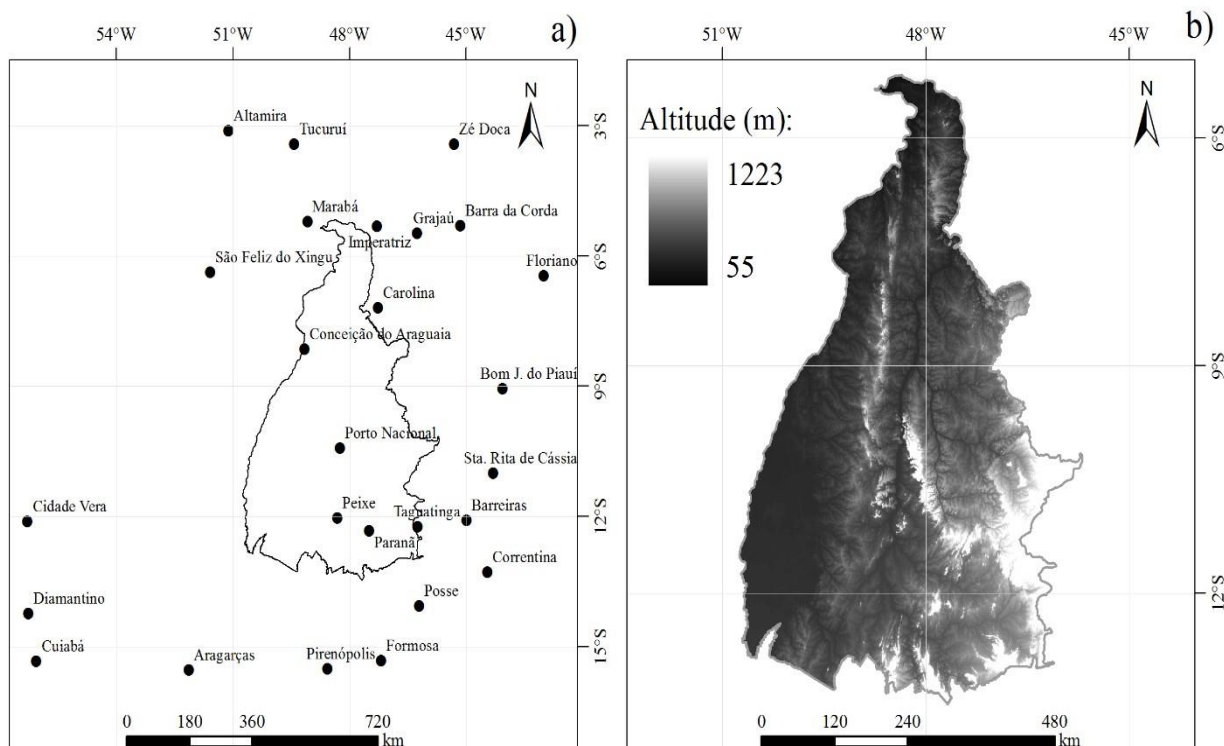 54°W 51°W 48°W 45°W a)
N
Altamira
Tucuruí
Zé Doca
3°S
Marabá
Imperatriz
Grajaú
Barra da Corda
São Feliz do Xingu
6°S
Floriano
Carolina
Conceição do Araguaia
Bom J. do Piauí
9°S
Porto Nacional
Sta. Rita de Cássia
Cidade Vera
Peixe
Taguatinga
Barreiras
12°S
Paranã
Correntina
Posse
Diamantino
Cuiabá
Aragarças
Pirenópolis
Formosa
15°S
0 180 360 720
km
51°W 48°W 45°W b)
N
Altitude (m):
1223
55
6°S
9°S
12°S
0 120 240 480
km